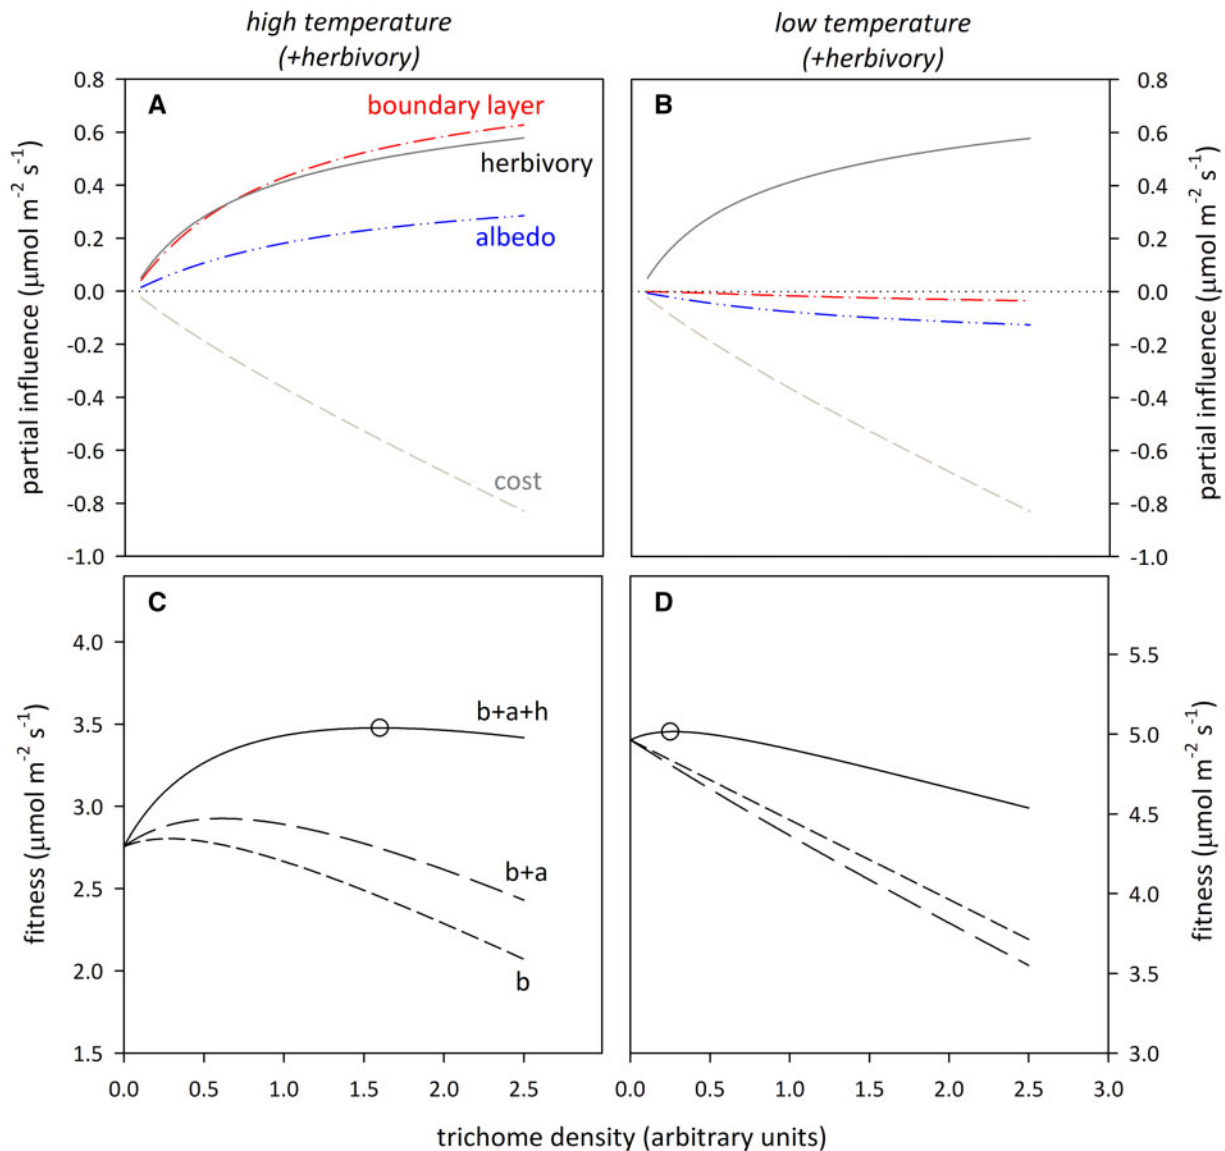 high temperature
(+herbivory)
low temperature
(+herbivory)
A
boundary layer
herbivory
albedo
cost
0.8
0.6
0.4
0.2
0.0
-0.2
-0.4
-0.6
-0.8
-1.0
partial influence (μmol m⁻² s⁻¹)
B
0.8
0.6
0.4
0.2
0.0
-0.2
-0.4
-0.6
-0.8
-1.0
partial influence (μmol m⁻² s⁻¹)
C
b+a+h
b+a
b
4.0
3.5
3.0
2.5
2.0
1.5
fitness (μmol m⁻² s⁻¹)
0.0 0.5 1.0 1.5 2.0 2.5
D
5.5
5.0
4.5
4.0
3.5
3.0
fitness (μmol m⁻² s⁻¹)
0.0 0.5 1.0 1.5 2.0 2.5 3.0
trichome density (arbitrary units)